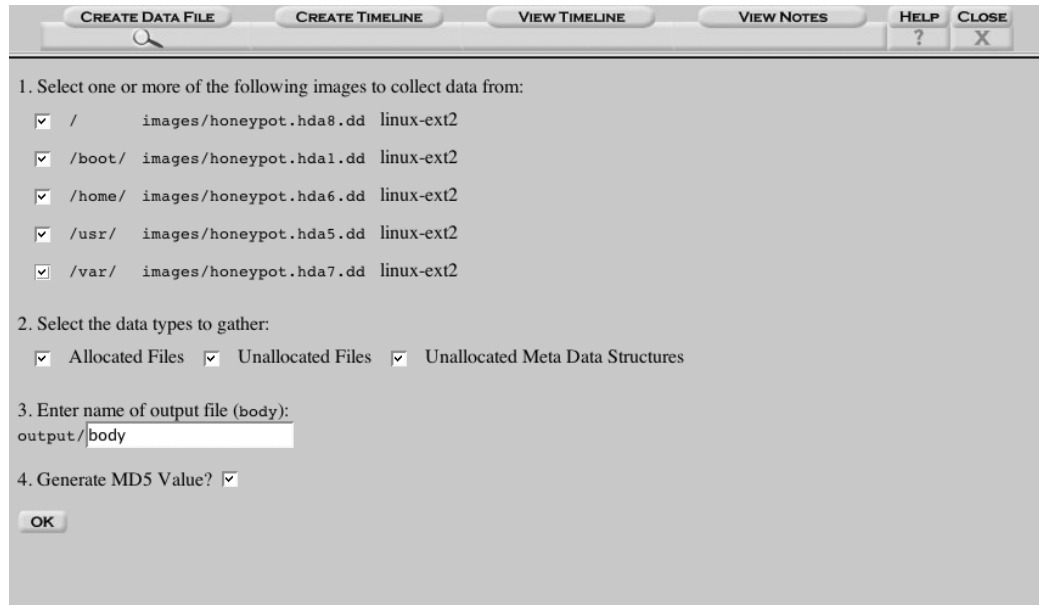 CREATE DATA FILE CREATE TIMELINE VIEW TIMELINE VIEW NOTES HELP CLOSE
? X
1. Select one or more of the following images to collect data from:
/ images/honeypot.hda8.dd linux-ext2
/boot/ images/honeypot.hda1.dd linux-ext2
/home/ images/honeypot.hda6.dd linux-ext2
/usr/ images/honeypot.hda5.dd linux-ext2
/var/ images/honeypot.hda7.dd linux-ext2
2. Select the data types to gather:
Allocated Files Unallocated Files Unallocated Meta Data Structures
3. Enter name of output file (body):
output/body
4. Generate MD5 Value?
OK